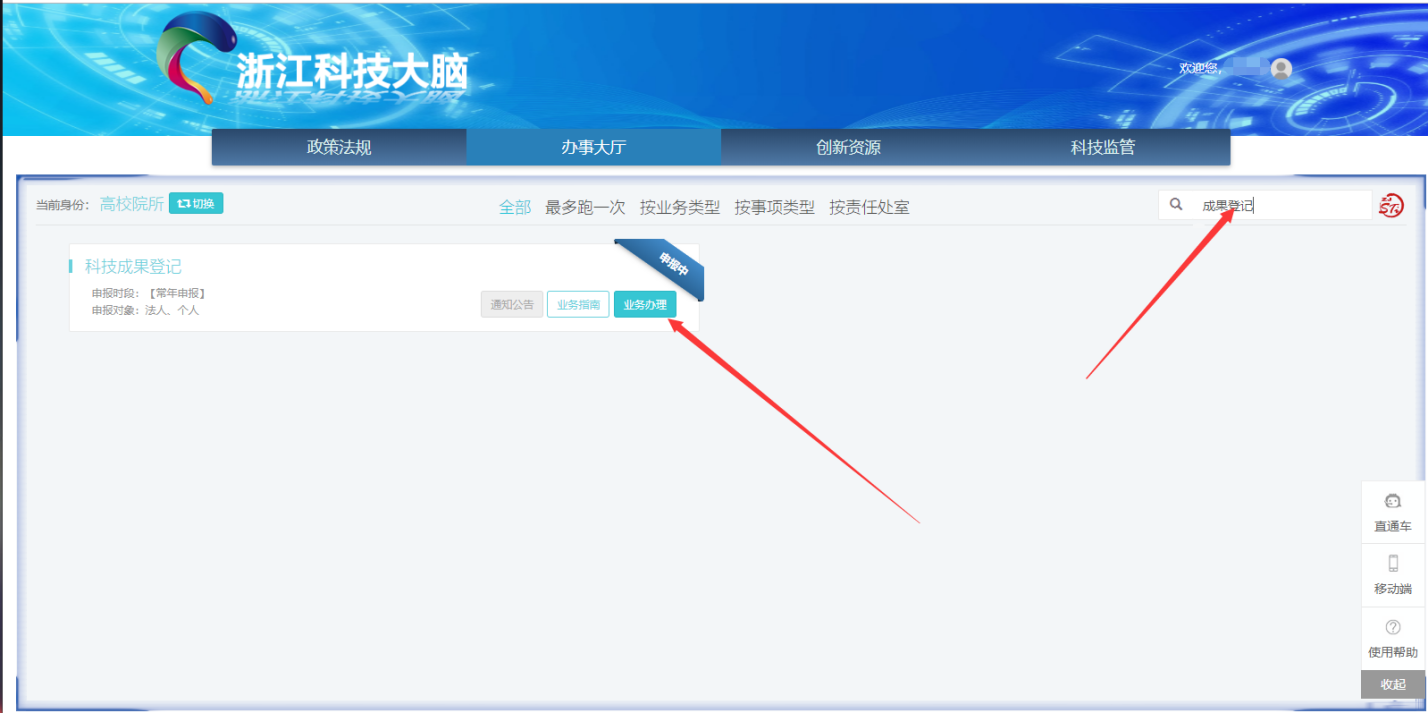 浙江科技大脑
欢迎您,
政策法规 办事大厅 创新资源 科技监管
当前身份: 高校院所 切换 全部 最多跑一次 按业务类型 按事项类型 按责任处室 成果登记
科技成果登记 申报中
申报时段: 【常年申报】
申报对象: 法人、个人
通知公告 业务指南 业务办理
直通车
移动端
使用帮助
收起